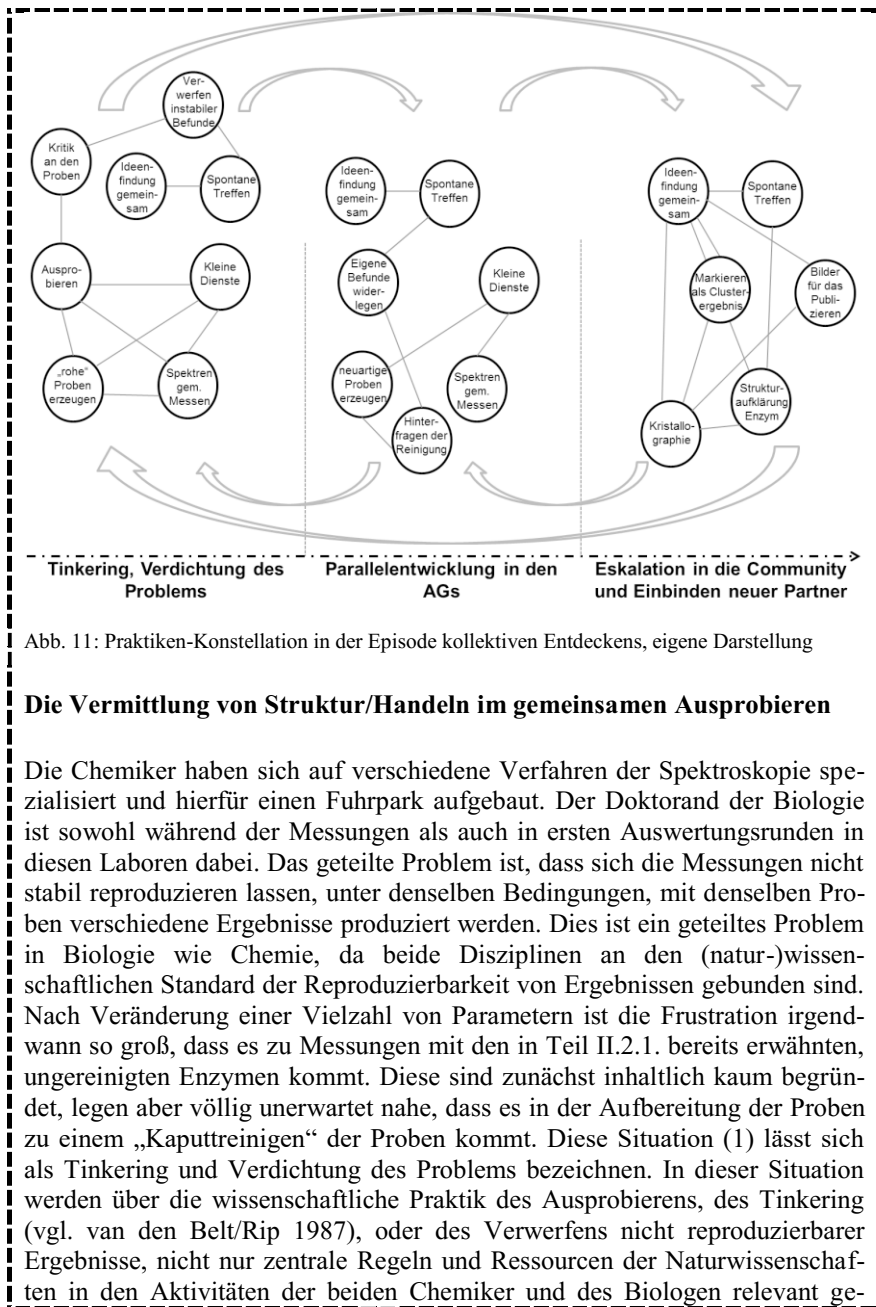 Ver-
werfen
instabiler
Befunde
Kritik
an den
Proben
Ideen-
findung
gemein-
sam
Spontane
Treffen
Auspro-
bieren
Kleine
Dienste
„rohe“
Proben
erzeugen
Spektren
gem.
Messen
Ideen-
findung
gemein-
sam
Spontane
Treffen
Eigene
Befunde
wider-
legen
Kleine
Dienste
neuartige
Proben
erzeugen
Spektren
gem.
Messen
Hinter-
fragen der
Reinigung
Ideen-
findung
gemein-
sam
Spontane
Treffen
Markieren
als Cluster-
ergebnis
Bilder
für das
Publi-
zieren
Struktur-
aufklärung
Enzym
Kristallo-
graphie
Tinkering, Verdichtung des
Problems
Parallelentwicklung in den
AGs
Eskalation in die Community
und Einbinden neuer Partner
Abb. 11: Praktiken-Konstellation in der Episode kollektiven Entdeckens, eigene Darstellung
Die Vermittlung von Struktur/Handeln im gemeinsamen Ausprobieren
Die Chemiker haben sich auf verschiedene Verfahren der Spektroskopie spe-
zialisiert und hierfür einen Fuhrpark aufgebaut. Der Doktorand der Biologie
ist sowohl während der Messungen als auch in ersten Auswertungsrunden in
diesen Laboren dabei. Das geteilte Problem ist, dass sich die Messungen nicht
stabil reproduzieren lassen, unter denselben Bedingungen, mit denselben Pro-
ben verschiedene Ergebnisse produziert werden. Dies ist ein geteiltes Problem
in Biologie wie Chemie, da beide Disziplinen an den (natur-)wissen-
schaftlichen Standard der Reproduzierbarkeit von Ergebnissen gebunden sind.
Nach Veränderung einer Vielzahl von Parametern ist die Frustration irgend-
wann so groß, dass es zu Messungen mit den in Teil II.2.1. bereits erwähnten,
ungereinigten Enzymen kommt. Diese sind zunächst inhaltlich kaum begrün-
det, legen aber völlig unerwartet nahe, dass es in der Aufbereitung der Proben
zu einem „Kaputtreinigen“ der Proben kommt. Diese Situation (1) lässt sich
als Tinkering und Verdichtung des Problems bezeichnen. In dieser Situation
werden über die wissenschaftliche Praktik des Ausprobierens, des Tinkering
(vgl. van den Belt/Rip 1987), oder des Verwerfens nicht reproduzierbarer
Ergebnisse, nicht nur zentrale Regeln und Ressourcen der Naturwissenschaf-
ten in den Aktivitäten der beiden Chemiker und des Biologen relevant ge-